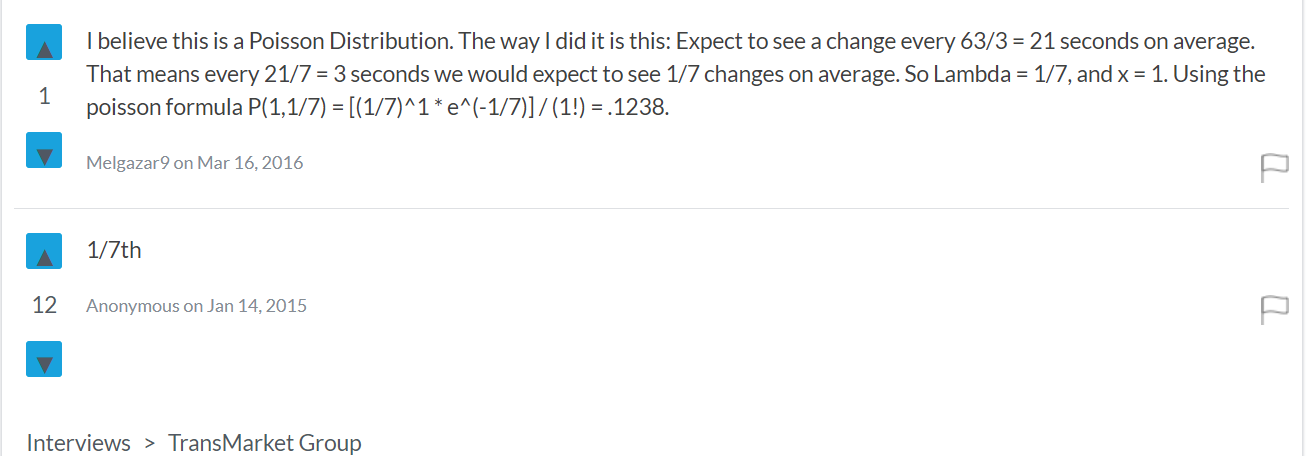 I believe this is a Poisson Distribution. The way I did it is this: Expect to see a change every 63/3 = 21 seconds on average.
That means every 21/7 = 3 seconds we would expect to see 1/7 changes on average. So Lambda = 1/7, and x = 1. Using the
1
poisson formula P(1,1/7) = [(1/7)^1 * e^(-1/7)] / (1!) = .1238.
Melgazar9 on Mar 16, 2016
1/7th
12
Anonymous on Jan 14, 2015
Interviews > TransMarket Group